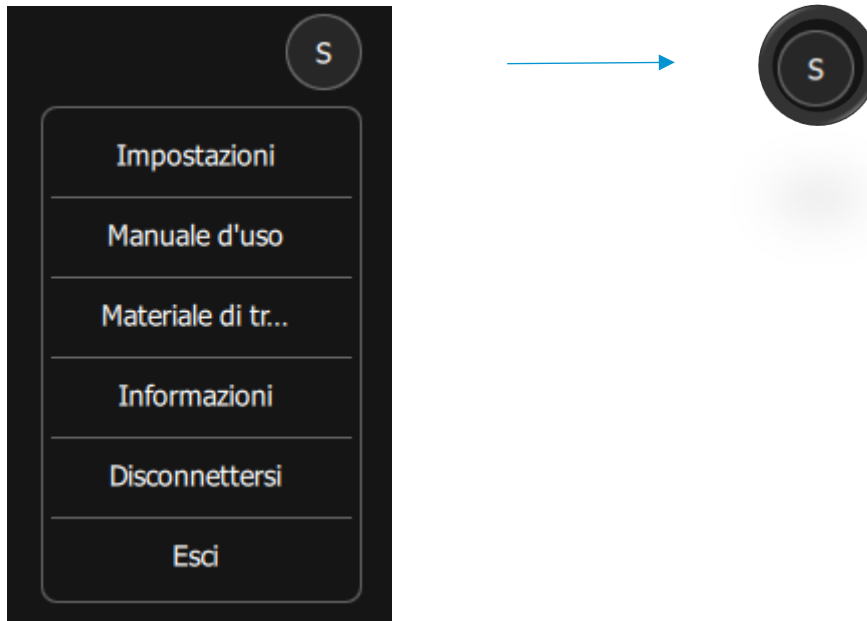 S
S
Impostazioni
Manuale d'uso
Materiale di tr...
Informazioni
Disconnettersi
Esci